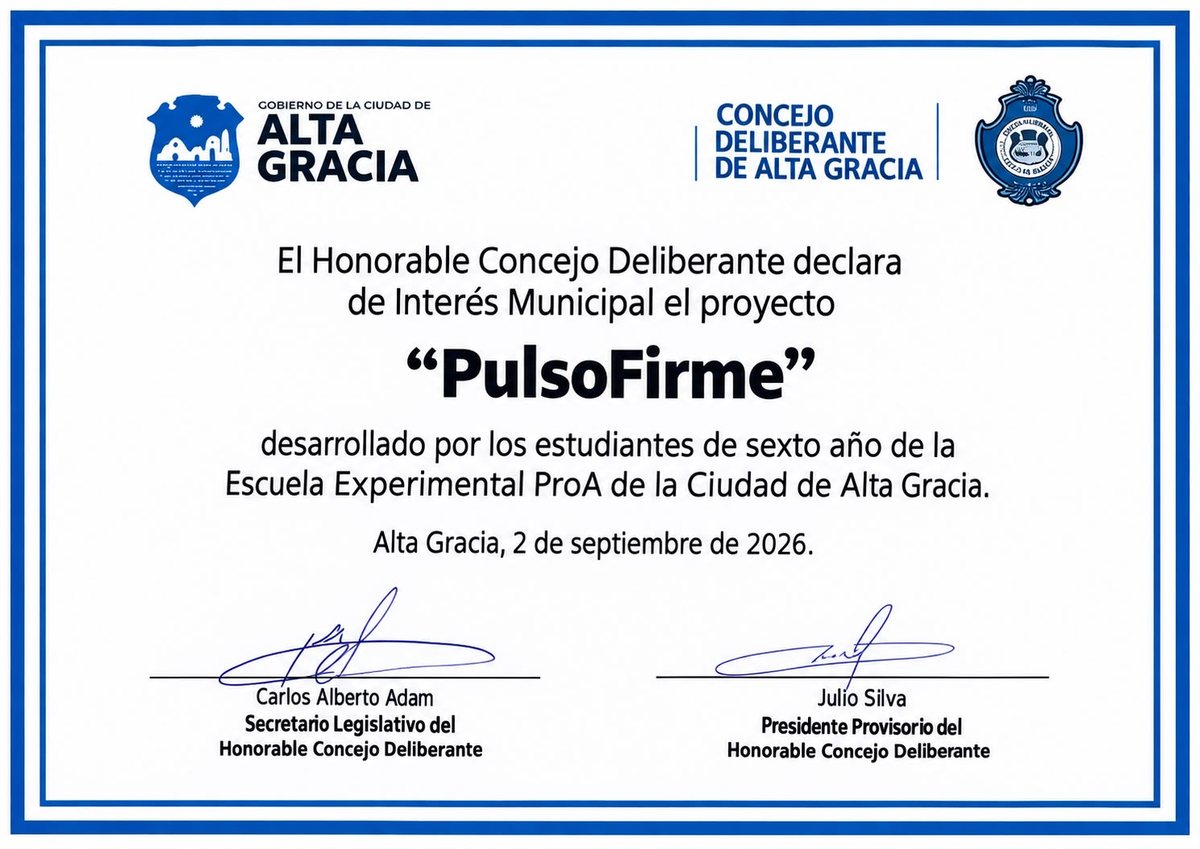 GOBIERNO DE LA CIUDAD DE
ALTA
GRACIA
CONCEJO
DELIBERANTE
DE ALTA GRACIA
El Honorable Concejo Deliberante declara
de Interés Municipal el proyecto
“PulsoFirme”
desarrollado por los estudiantes de sexto año de la
Escuela Experimental ProA de la Ciudad de Alta Gracia.
Alta Gracia, 2 de septiembre de 2026.
Carlos Alberto Adam
Secretario Legislativo del
Honorable Concejo Deliberante
Julio Silva
Presidente Provisorio del
Honorable Concejo Deliberante